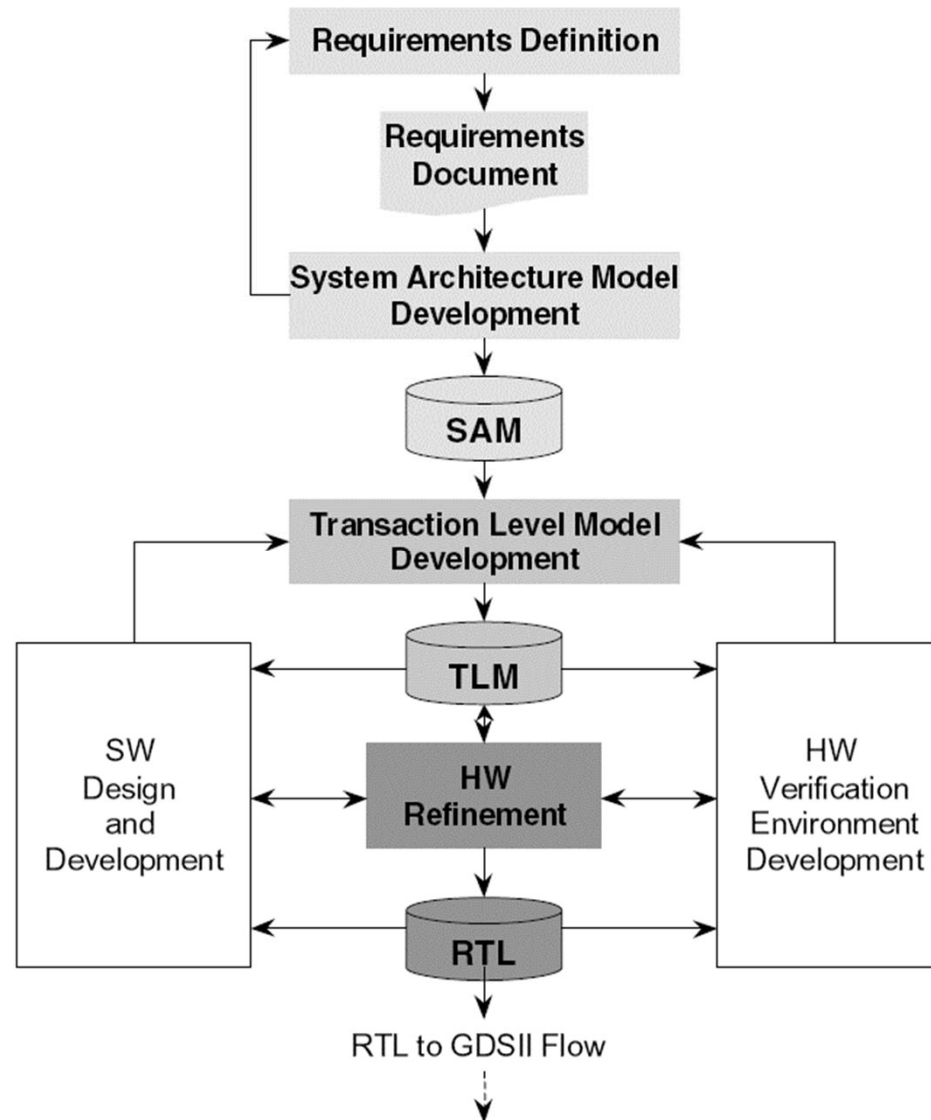 Requirements Definition
Requirements
Document
System Architecture Model
Development
SAM
Transaction Level Model
Development
TLM
SW
Design
and
Development
HW
Refinement
HW
Verification
Environment
Development
RTL
RTL to GDSII Flow